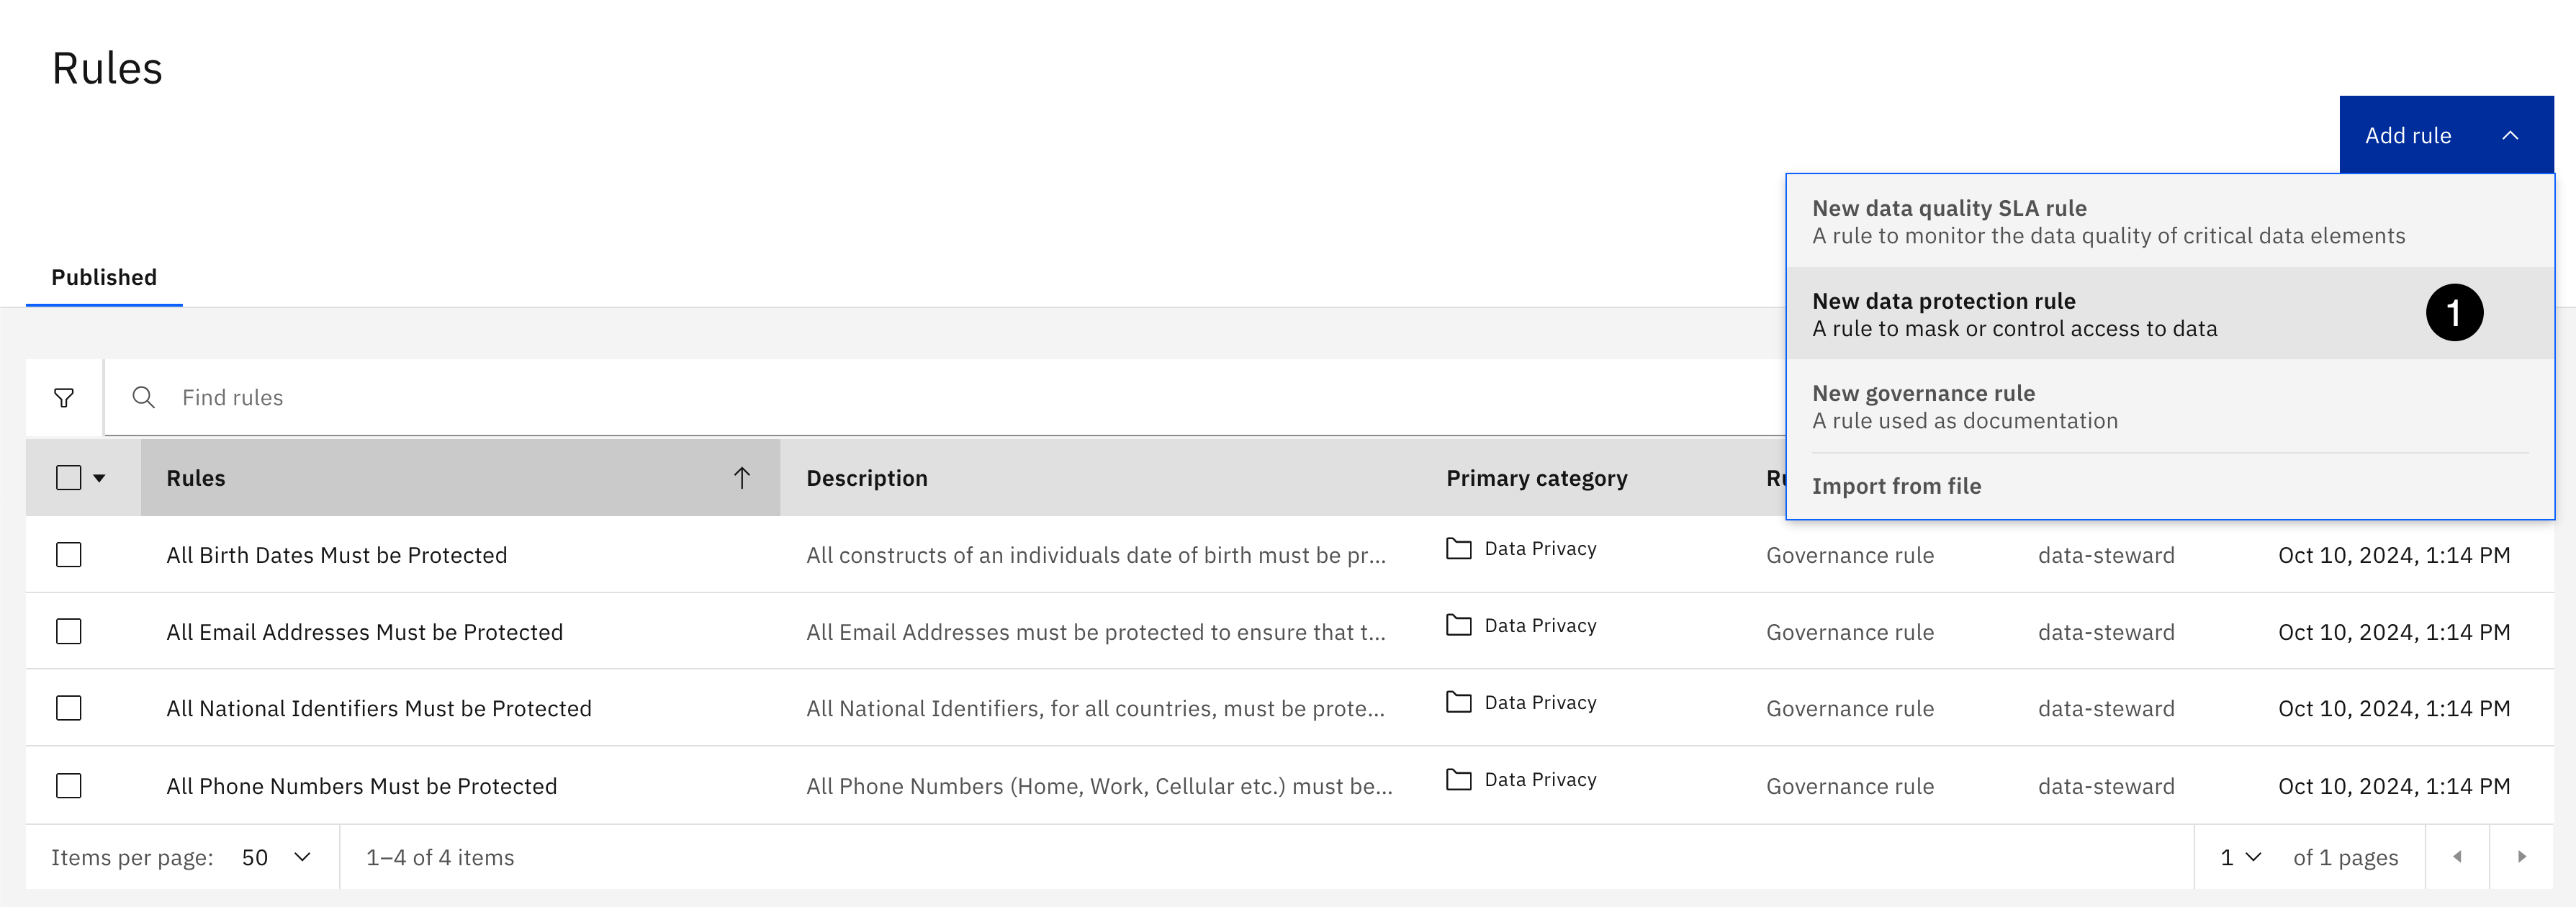 Rules
Add rule
New data quality SLA rule
A rule to monitor the data quality of critical data elements
New data protection rule
A rule to mask or control access to data
1
New governance rule
A rule used as documentation
Import from file
Published
Find rules
Rules Description Primary category
All Birth Dates Must be Protected All constructs of an individuals date of birth must be pr... Data Privacy Governance rule data-steward Oct 10, 2024, 1:14 PM
All Email Addresses Must be Protected All Email Addresses must be protected to ensure that t... Data Privacy Governance rule data-steward Oct 10, 2024, 1:14 PM
All National Identifiers Must be Protected All National Identifiers, for all countries, must be prote... Data Privacy Governance rule data-steward Oct 10, 2024, 1:14 PM
All Phone Numbers Must be Protected All Phone Numbers (Home, Work, Cellular etc.) must be... Data Privacy Governance rule data-steward Oct 10, 2024, 1:14 PM
Items per page: 50 1–4 of 4 items 1 of 1 pages